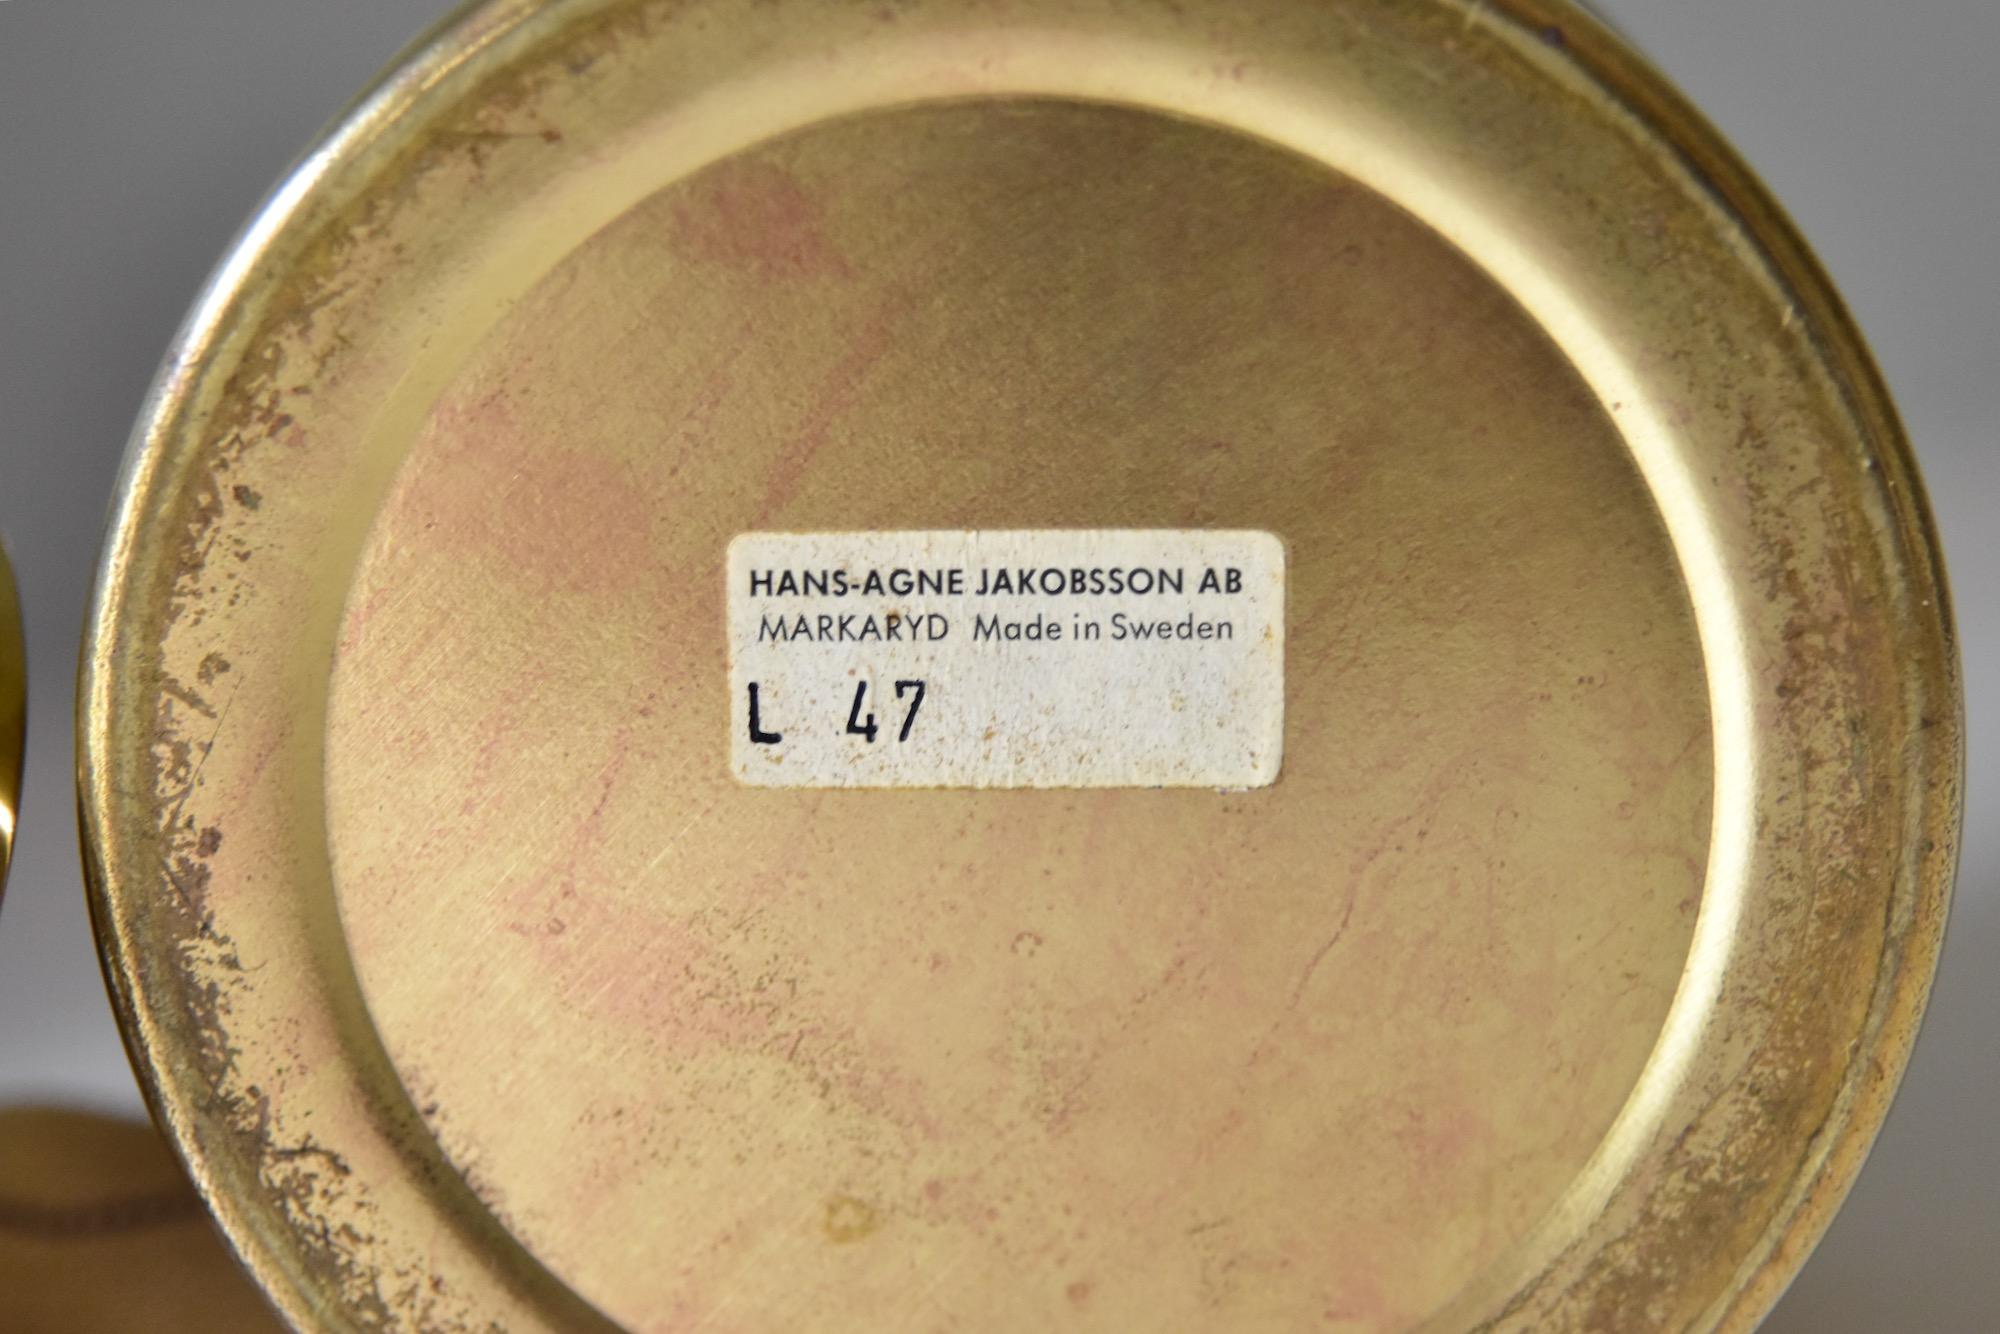 HANS-AGNE JAKOBSSON AB
MARKARYD Made in Sweden
L 47